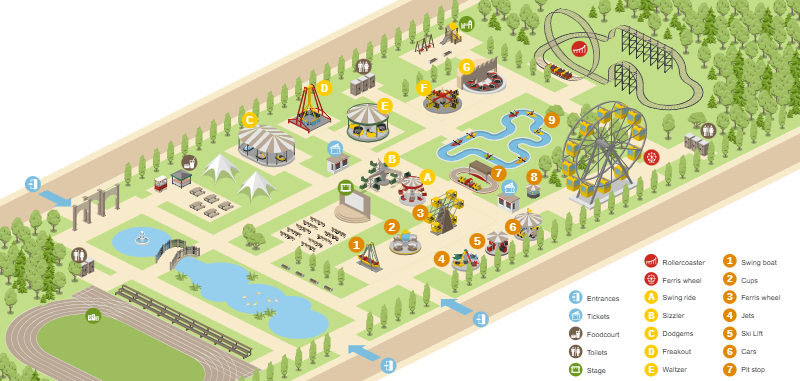 G
D
F
E
9
C
B
7
A
8
3
2
6
1
5
4
Rollercoaster
1 Swing boat
Ferris wheel
2 Cups
Entrances
A Swing ride
3 Ferris wheel
Tickets
B Sizzler
4 Jets
Foodcourt
C Dodgems
5 Ski Lift
Toilets
D Freakout
6 Cars
Stage
E Waltzer
7 Pit stop